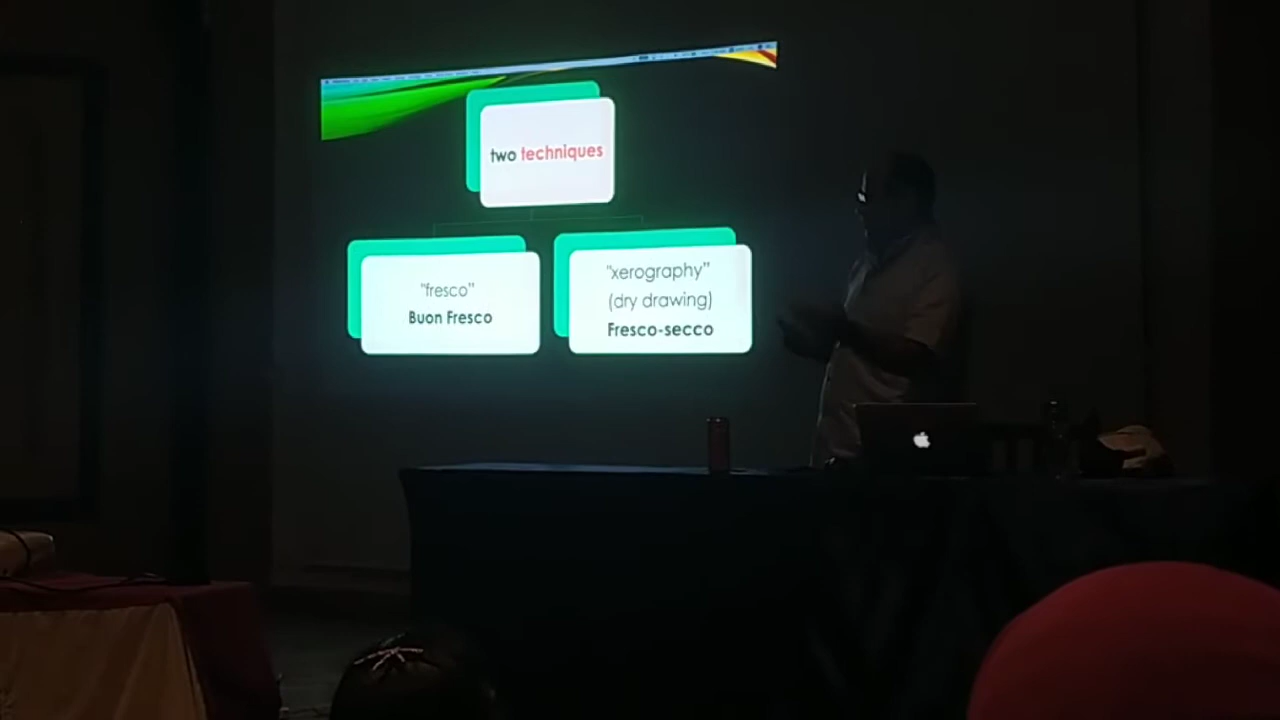 two techniques
"fresco"
Buon Fresco
"xerography"
(dry drawing)
Fresco-secco